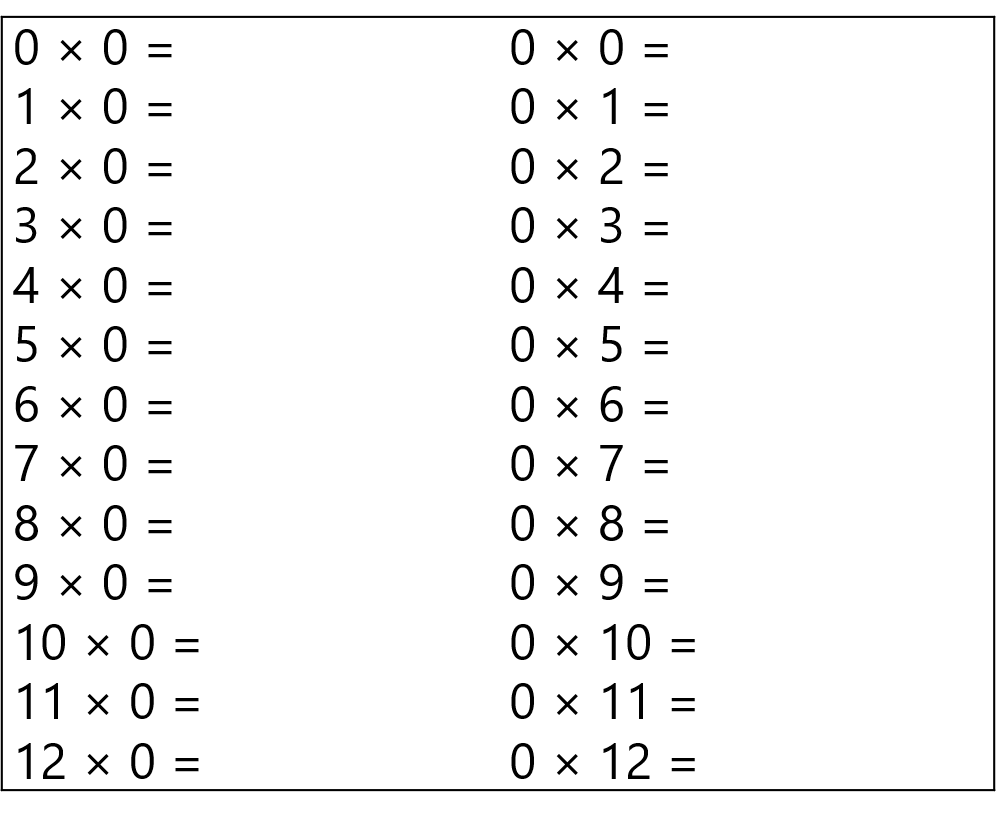 0 × 0 = 0 × 0 =
1 × 0 = 0 × 1 =
2 × 0 = 0 × 2 =
3 × 0 = 0 × 3 =
4 × 0 = 0 × 4 =
5 × 0 = 0 × 5 =
6 × 0 = 0 × 6 =
7 × 0 = 0 × 7 =
8 × 0 = 0 × 8 =
9 × 0 = 0 × 9 =
10 × 0 = 0 × 10 =
11 × 0 = 0 × 11 =
12 × 0 = 0 × 12 =